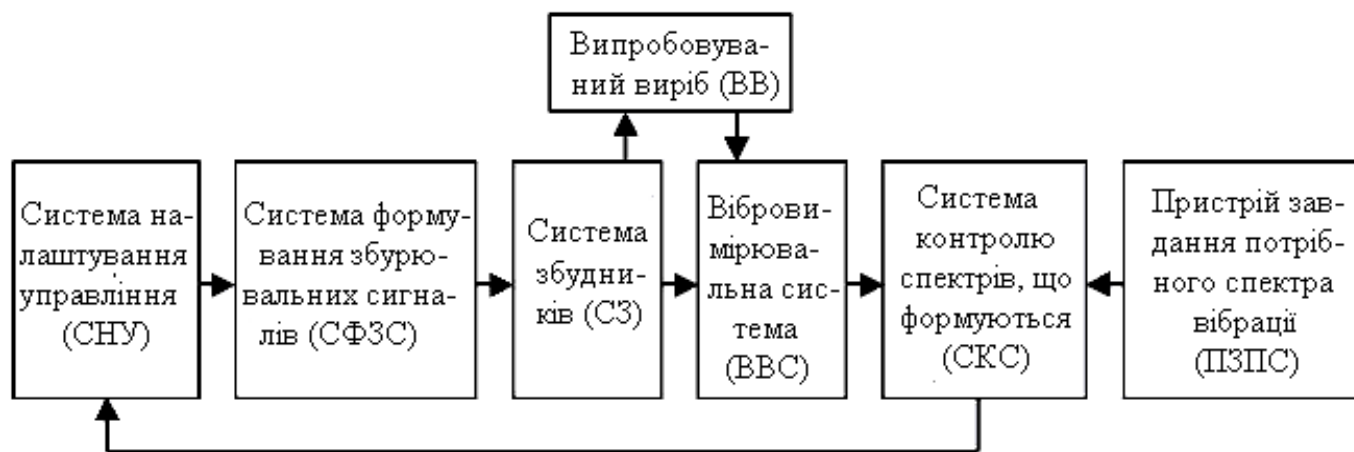 Випробовува-
ний виріб (ВВ)
Система на-
лаштування
управління
(СНУ)
Система форму-
вання збурю-
вальних сигна-
лів (СФЗС)
Система
збудни-
ків (СЗ)
Віброви-
мірюва-
льна сис-
тема
(ВВС)
Система
контролю
спектрів, що
формуються
(СКС)
Пристрій зав-
дання потріб-
ного спектра
вібрації
(ПЗПС)